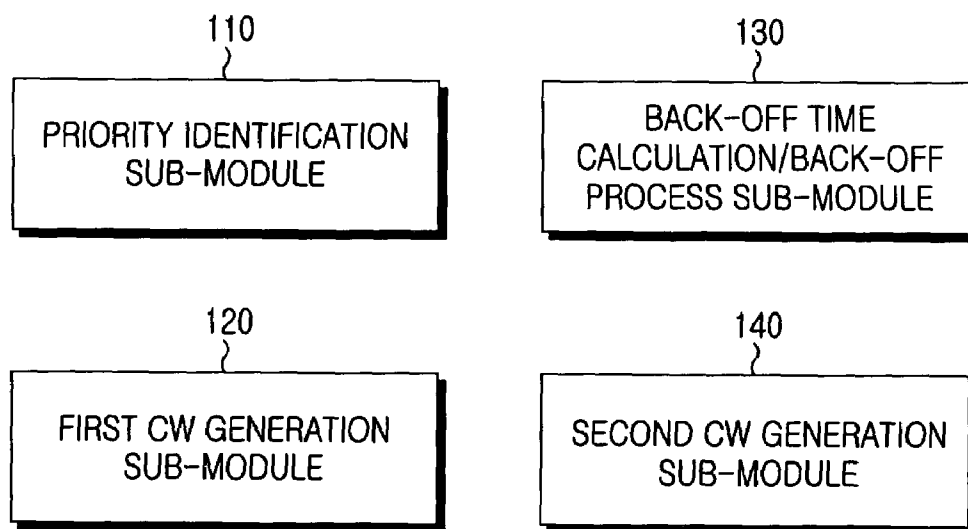 110
PRIORITY IDENTIFICATION
SUB-MODULE
130
BACK-OFF TIME
CALCULATION/BACK-OFF
PROCESS SUB-MODULE
120
FIRST CW GENERATION
SUB-MODULE
140
SECOND CW GENERATION
SUB-MODULE